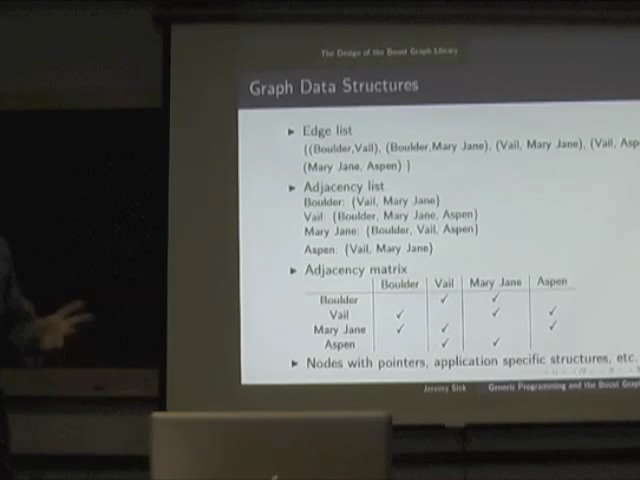 The Design of the Boost Graph Library
Graph Data Structures
► Edge list
{(Boulder,Vail), (Boulder,Mary Jane), (Vail, Mary Jane), (Vail, Asp
(Mary Jane, Aspen) }
► Adjacency list
Boulder: {Vail, Mary Jane}
Vail: {Boulder, Mary Jane, Aspen}
Mary Jane: {Boulder, Vail, Aspen}
Aspen: {Vail, Mary Jane}
► Adjacency matrix
Boulder Vail Mary Jane Aspen
Boulder ✓ ✓
Vail ✓ ✓ ✓
Mary Jane ✓ ✓ ✓
Aspen ✓ ✓
► Nodes with pointers, application specific structures, etc.
Jeremy Siek Generic Programming and the Boost Graph